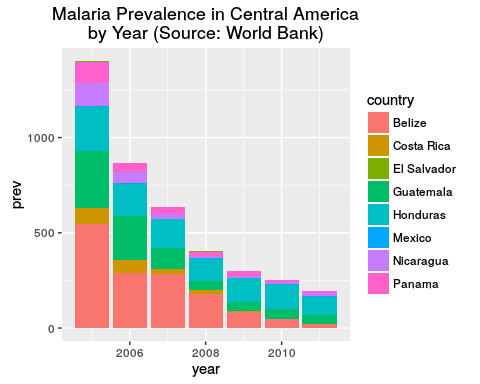 Malaria Prevalence in Central America
by Year (Source: World Bank)
prev
1000
500
0
2006
2008
2010
year
country
Belize
Costa Rica
El Salvador
Guatemala
Honduras
Mexico
Nicaragua
Panama